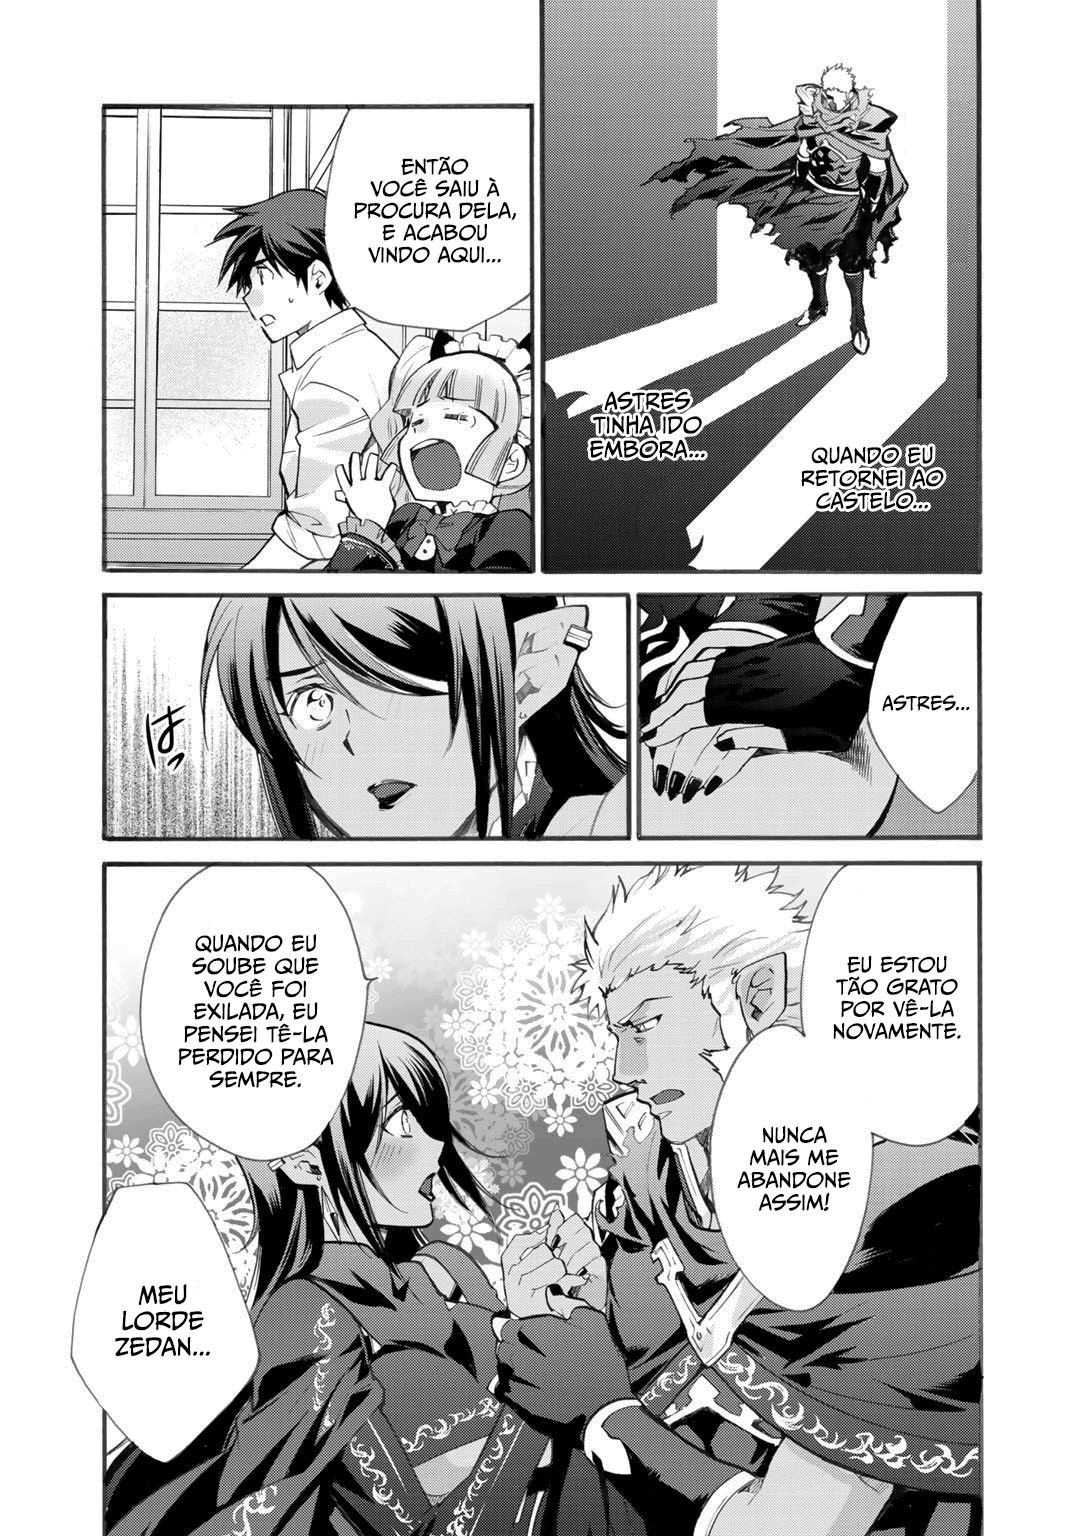 QUANDO EU
RETORNEI AO
CASTELO...
ASTRES
TINHA IDO
EMBORA...
ENTÃO
VOCÊ SAIU À
PROCURA DELA,
E ACABOU
VINDO AQUI...
ASTRES...
はっ
EU ESTOU
TÃO GRATO
POR VÊ-LA
NOVAMENTE.
NUNCA
MAIS ME
ABANDONE
ASSIM!
QUANDO EU
SOUBE QUE
VOCÊ FOI
EXILADA, EU
PENSEI TÊ-LA
PERDIDO PARA
SEMPRE.
MEU
LORDE
ZEDAN...